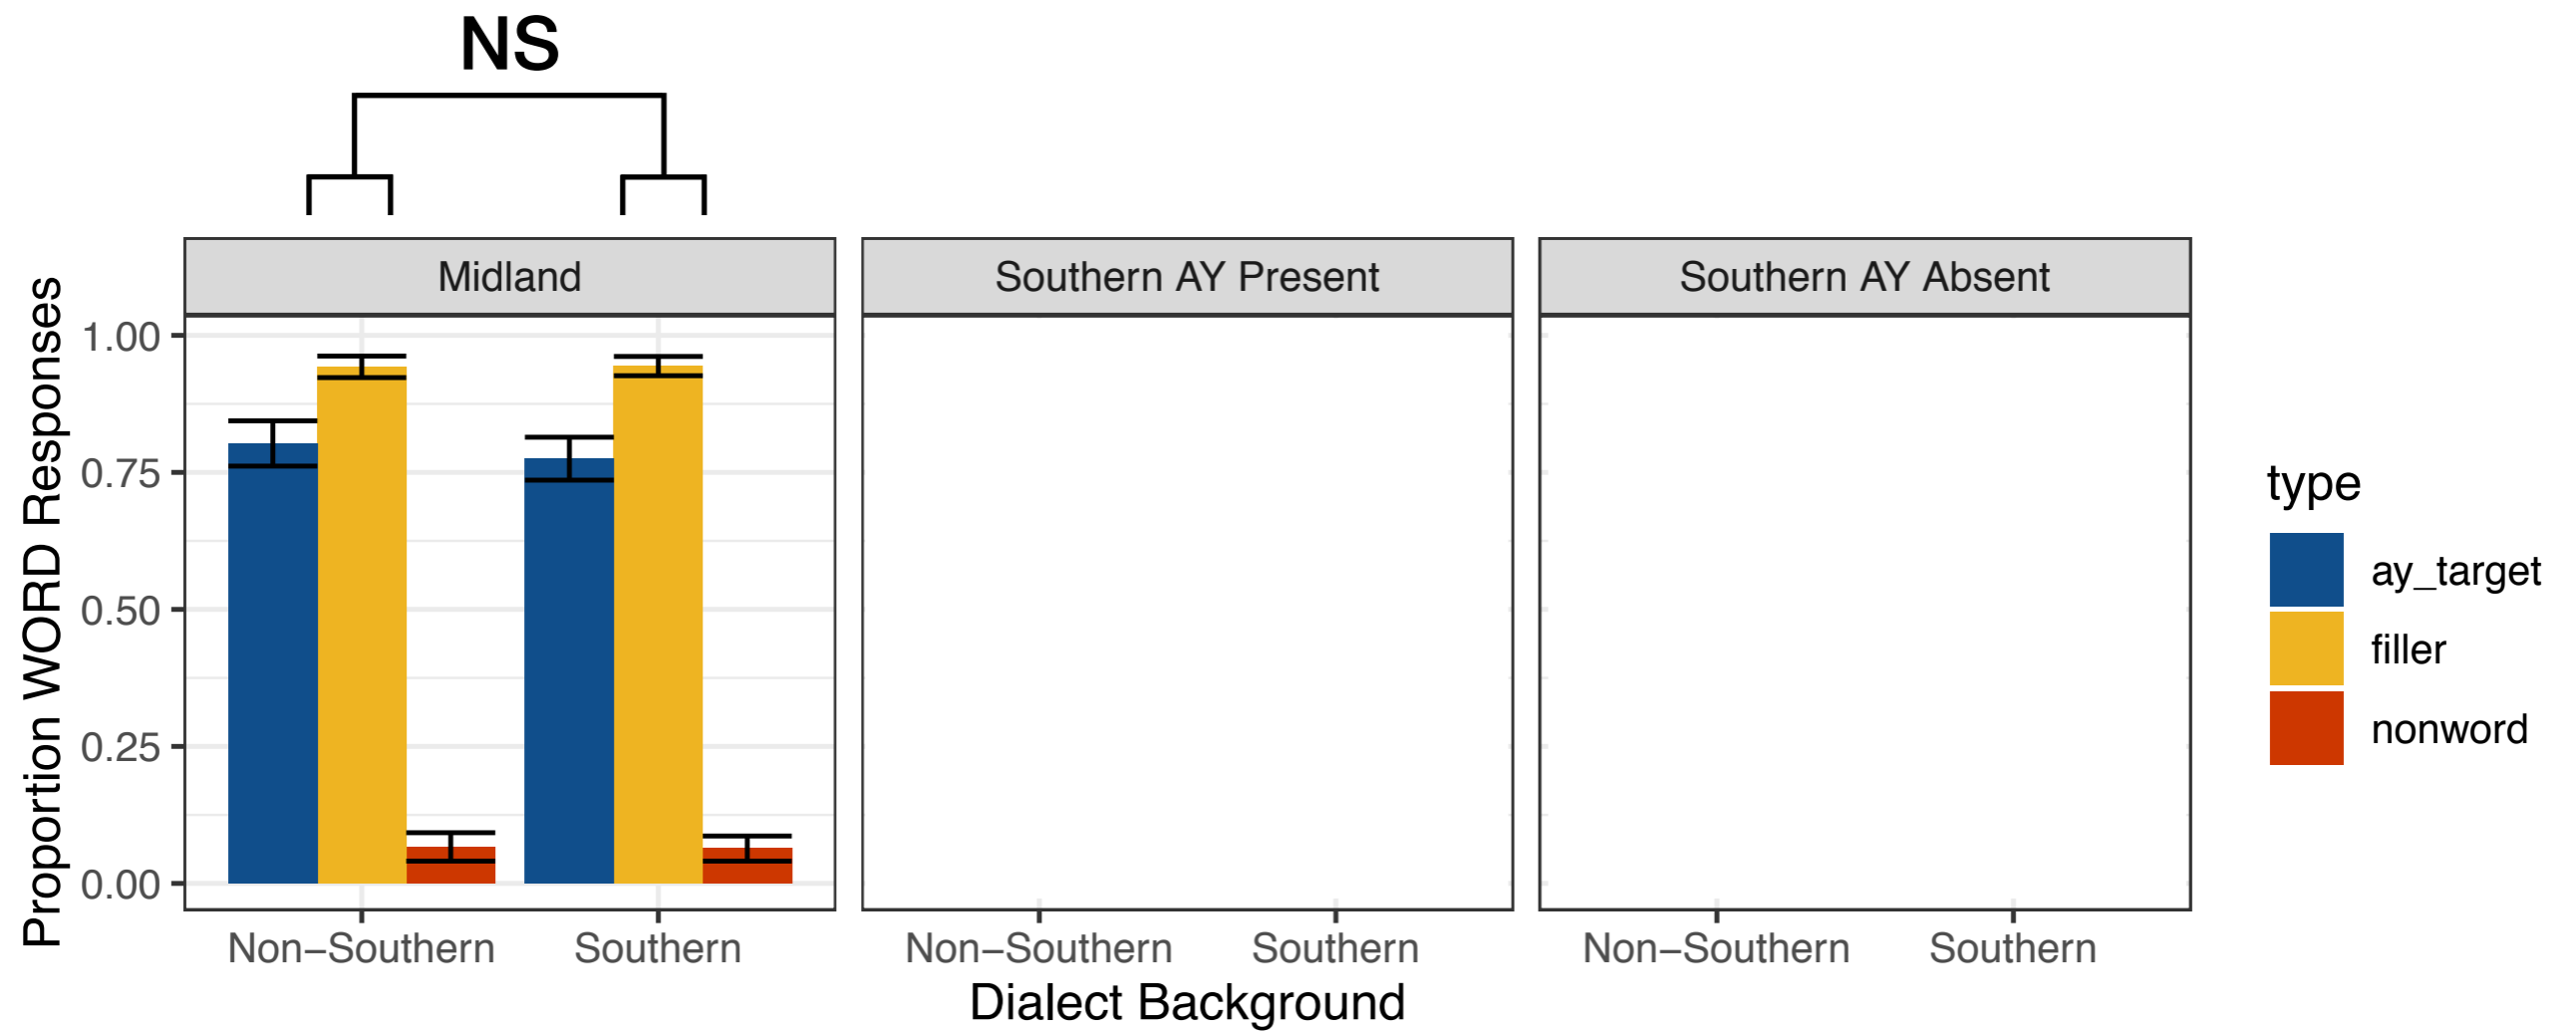 NS
Midland
Southern AY Present
Southern AY Absent
Proportion WORD Responses
1.00
0.75
0.50
0.25
0.00
Non−Southern
Southern
Non−Southern
Southern
Non−Southern
Southern
Dialect Background
type
ay_target
filler
nonword